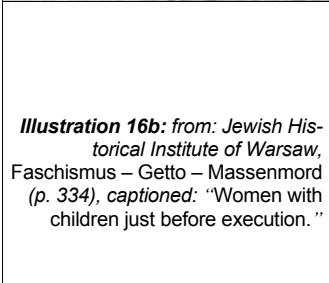 Illustration 16b: from: Jewish His-
torical Institute of Warsaw,
Faschismus – Getto – Massenmord
(p. 334), captioned: “Women with
children just before execution.”